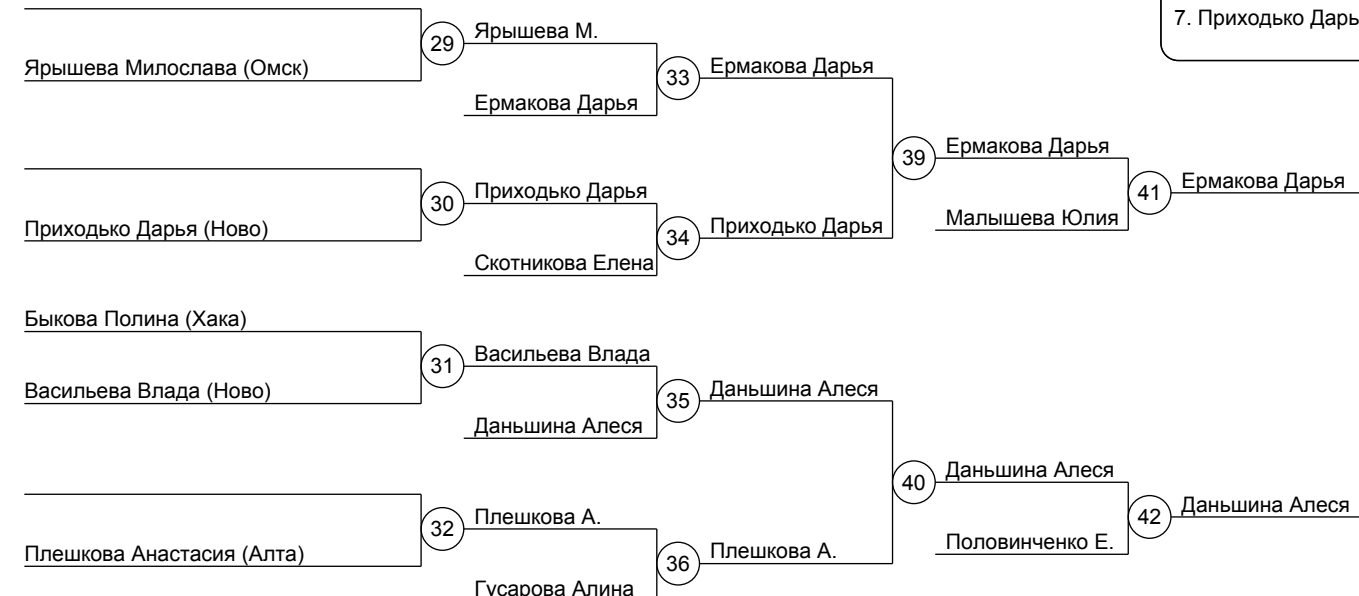 7. Приходько Дарь
29
Ярышева М.
Ярышева Милослава (Омск)
33
Ермакова Дарья
Ермакова Дарья
39
Ермакова Дарья
30
Приходько Дарья
41
Ермакова Дарья
Приходько Дарья (Ново)
34
Приходько Дарья
Малышева Юлия
Скотникова Елена
Быкова Полина (Хака)
31
Васильева Влада
Васильева Влада (Ново)
35
Даньшина Алеся
Даньшина Алеся
40
Даньшина Алеся
32
Плешкова А.
42
Даньшина Алеся
Плешкова Анастасия (Алта)
36
Плешкова А.
Половинченко Е.
Гусарова Алина